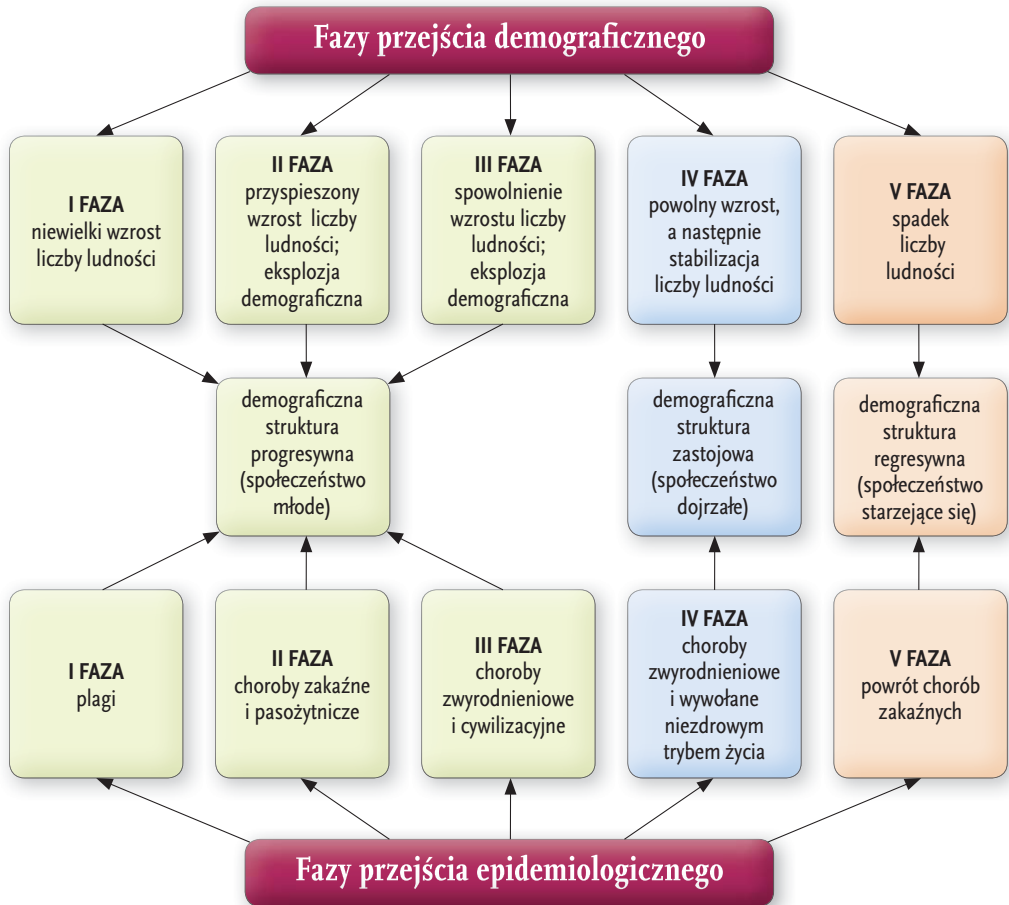 Fazy przejścia demograficznego
I FAZA
niewielki wzrost
liczby ludności
II FAZA
przyspieszony
wzrost liczby
ludności;
eksplozja
demograficzna
III FAZA
spowolnienie
wzrostu liczby
ludności;
eksplozja
demograficzna
IV FAZA
powolny wzrost,
a następnie
stabilizacja
liczby ludności
V FAZA
spadek
liczby
ludności
demograficzna
struktura
progresywna
(społeczeństwo
młode)
demograficzna
struktura
zastojowa
(społeczeństwo
dojrzałe)
demograficzna
struktura
regresywna
(społeczeństwo
starzejące się)
I FAZA
plagi
II FAZA
choroby zakaźne
i pasożytnicze
III FAZA
choroby
zwyrodnieniowe
i cywilizacyjne
IV FAZA
choroby
zwyrodnieniowe
i wywołane
niezdrowym
trybem życia
V FAZA
powrót chorób
zakaźnych
Fazy przejścia epidemiologicznego